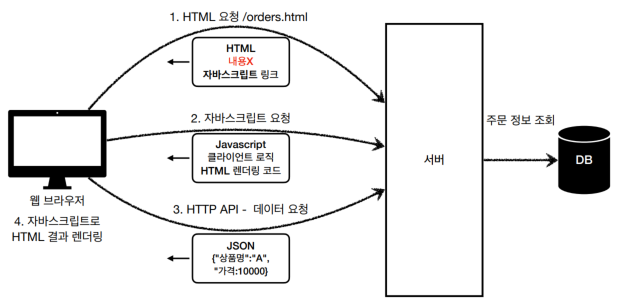 1. HTML 요청 /orders.html
HTML
내용X
자바스크립트 링크
2. 자바스크립트 요청
Javascript
클라이언트 로직
HTML 렌더링 코드
3. HTTP API - 데이터 요청
JSON
{"상품명":"A",
"가격:10000}
웹 브라우저
4. 자바스크립트로
HTML 결과 렌더링
서버
주문 정보 조회
DB